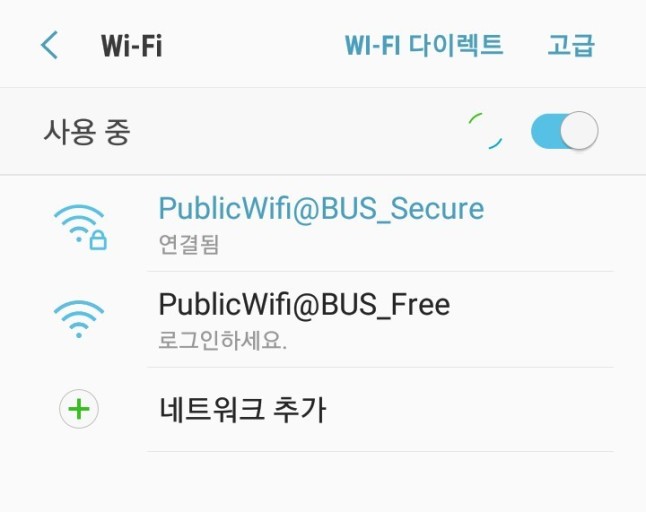 Wi-Fi WI-FI 다이렉트 고급
사용 중
PublicWifi@BUS_Secure
연결됨
PublicWifi@BUS_Free
로그인하세요.
네트워크 추가